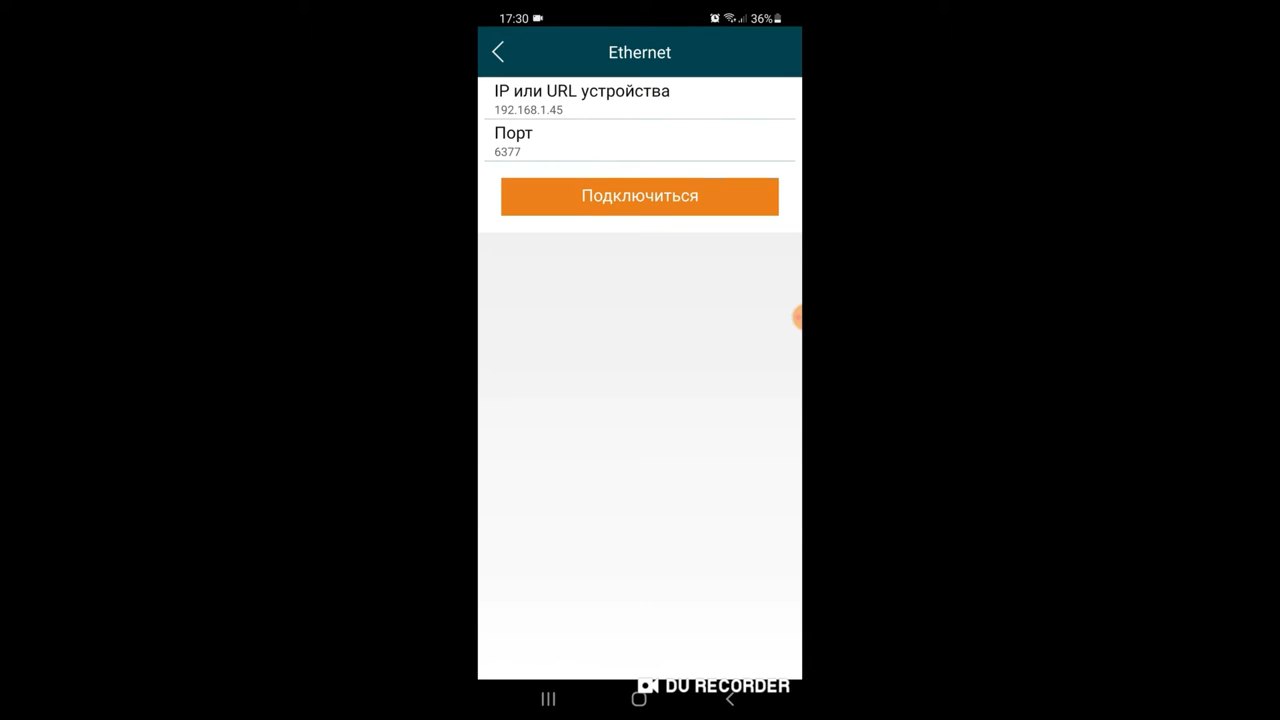 17:30
36%
Ethernet
IP или URL устройства
192.168.1.45
Порт
6377
Подключиться
DU RECORDER